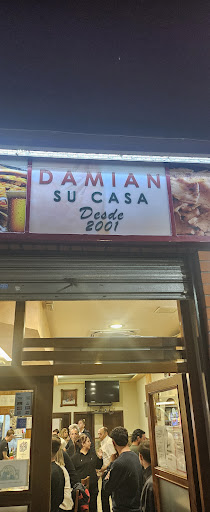 DAMIAN
SU CASA
Desde
2001